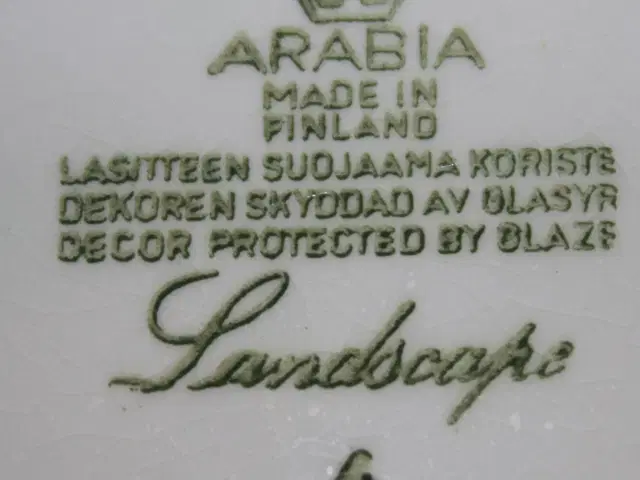 ARABIA
MADE IN
FINLAND
LASITTEEN SUOJAAMA KORISTE
DEKOREN SKYDDAD AV GLASYR
DECOR PROTECTED BY GLAZE
Landscape